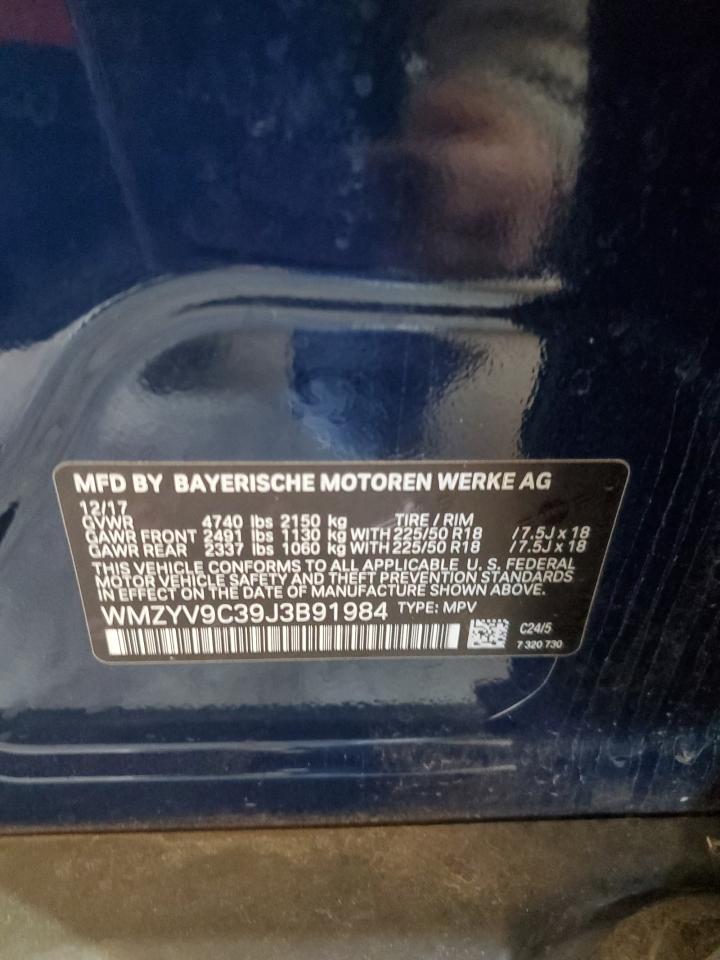 MFD BY BAYERISCHE MOTOREN WERKE AG
12/17
GVWR 4740 lbs 2150 kg TIRE / RIM
GAWR FRONT 2491 lbs 1130 kg WITH 225/50 R18 /7.5J x 18
GAWR REAR 2337 lbs 1060 kg WITH 225/50 R18 /7.5J x 18
THIS VEHICLE CONFORMS TO ALL APPLICABLE U. S. FEDERAL
MOTOR VEHICLE SAFETY AND THEFT PREVENTION STANDARDS
IN EFFECT ON THE DATE OF MANUFACTURE SHOWN ABOVE.
WMZYV9C39J3B91984 TYPE: MPV
C24/5
7 320 730